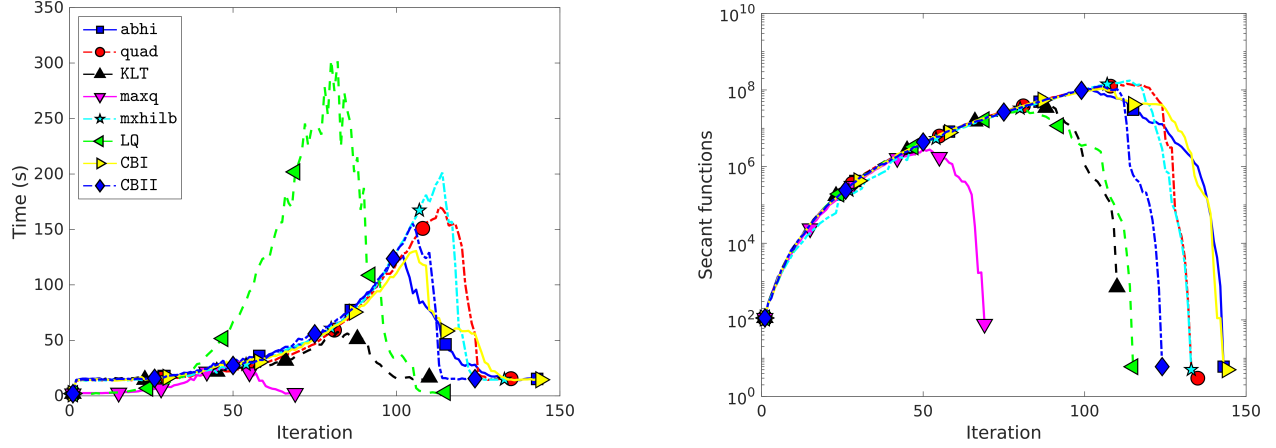 350
300
250
200
150
100
50
0
Time (s)
abhi
quad
KLT
maxq
mxhilb
LQ
CBI
CBII
0
50
100
150
Iteration
10^10
10^8
10^6
10^4
10^2
10^0
Secant functions
0
50
100
150
Iteration